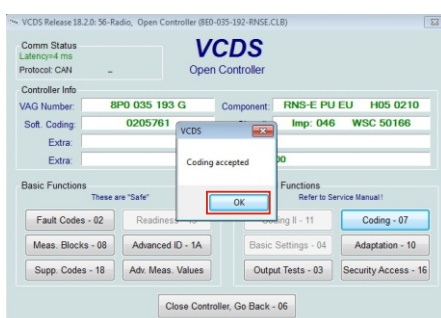 VCDS Release 18.2.0: 56-Radio, Open Controller (8E0-035-192-RNSE.CLB)
Comm Status
Latency=4 ms
Protocol: CAN
VCDS
Open Controller
Controller Info
VAG Number: 8P0 035 193 G Component: RNS-E PU EU H05 0210
Soft. Coding: 0205761 Imp: 046 WSC 50166
Extra:
Extra:
VCDS
Coding accepted
OK
Basic Functions
These are "Safe"
Functions
Refer to Service Manual!
Fault Codes - 02
Coding II - 11
Coding - 07
Meas. Blocks - 08
Advanced ID - 1A
Basic Settings - 04
Adaptation - 10
Supp. Codes - 18
Adv. Meas. Values
Output Tests - 03
Security Access - 16
Close Controller, Go Back - 06